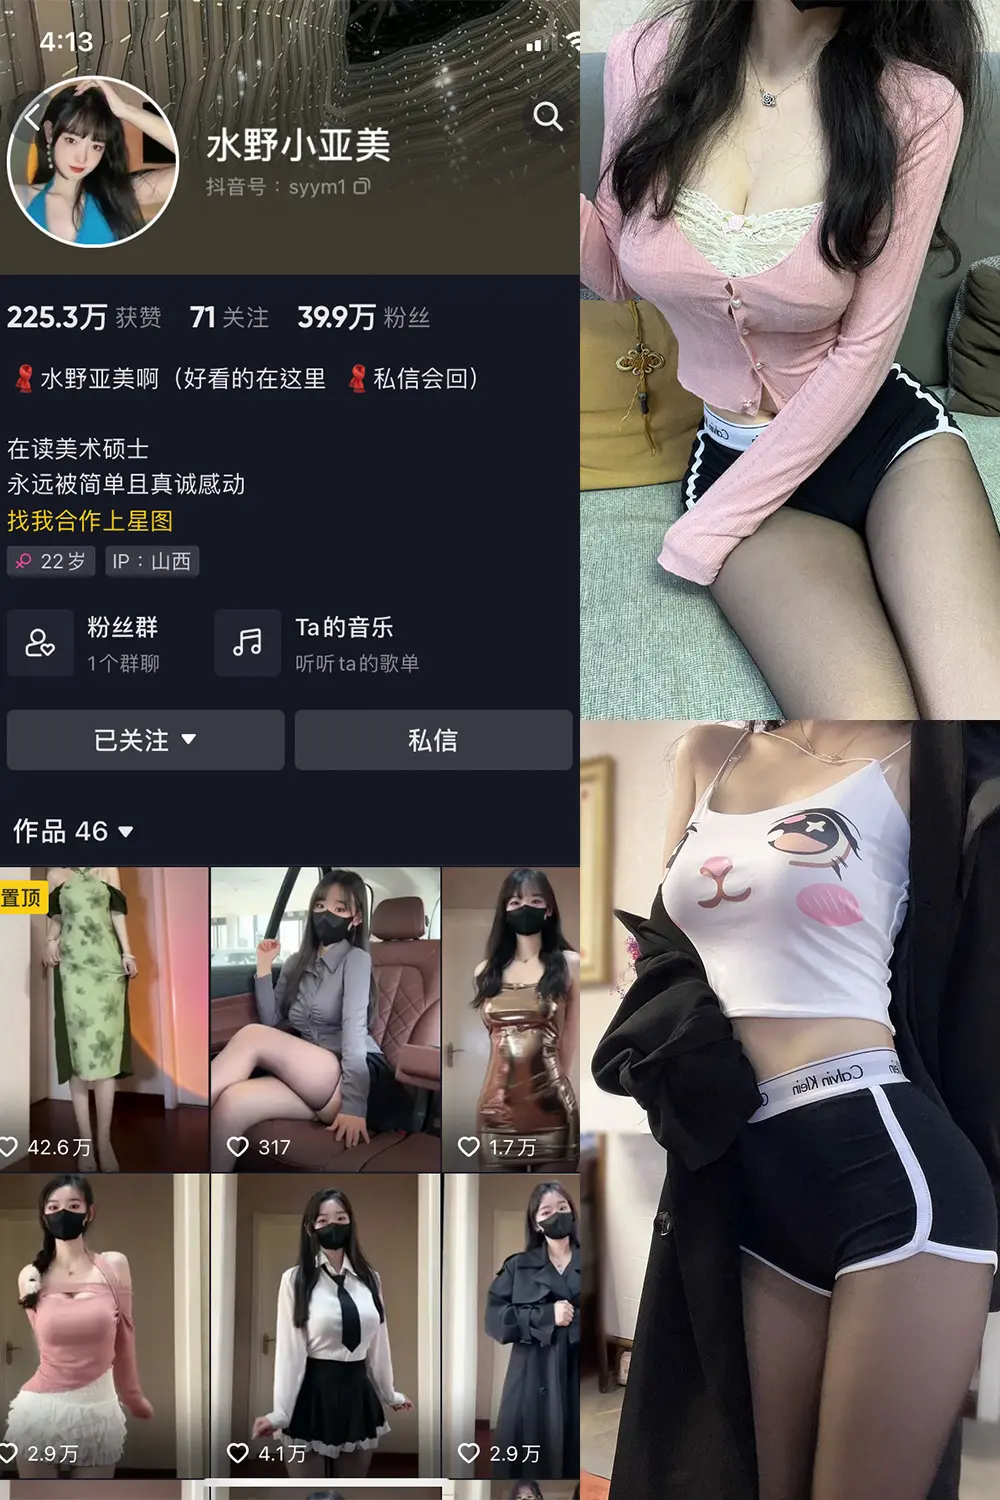 4:13
水野小亚美
抖音号：syym1
225.3万 获赞 71 关注 39.9万 粉丝
水野亚美啊（好看的在这里 私信会回）
在读美术硕士
永远被简单且真诚感动
找我合作上星图
22岁 IP：山西
粉丝群
1个群聊
Ta的音乐
听听ta的歌单
已关注 私信
作品 46
置顶
42.6万 317 1.7万
2.9万 4.1万 2.9万
Calvin Klein